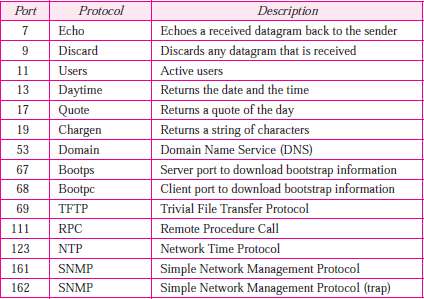 Port Protocol Description
7 Echo Echoes a received datagram back to the sender
9 Discard Discards any datagram that is received
11 Users Active users
13 Daytime Returns the date and the time
17 Quote Returns a quote of the day
19 Chargen Returns a string of characters
53 Domain Domain Name Service (DNS)
67 Bootps Server port to download bootstrap information
68 Bootpc Client port to download bootstrap information
69 TFTP Trivial File Transfer Protocol
111 RPC Remote Procedure Call
123 NTP Network Time Protocol
161 SNMP Simple Network Management Protocol
162 SNMP Simple Network Management Protocol (trap)